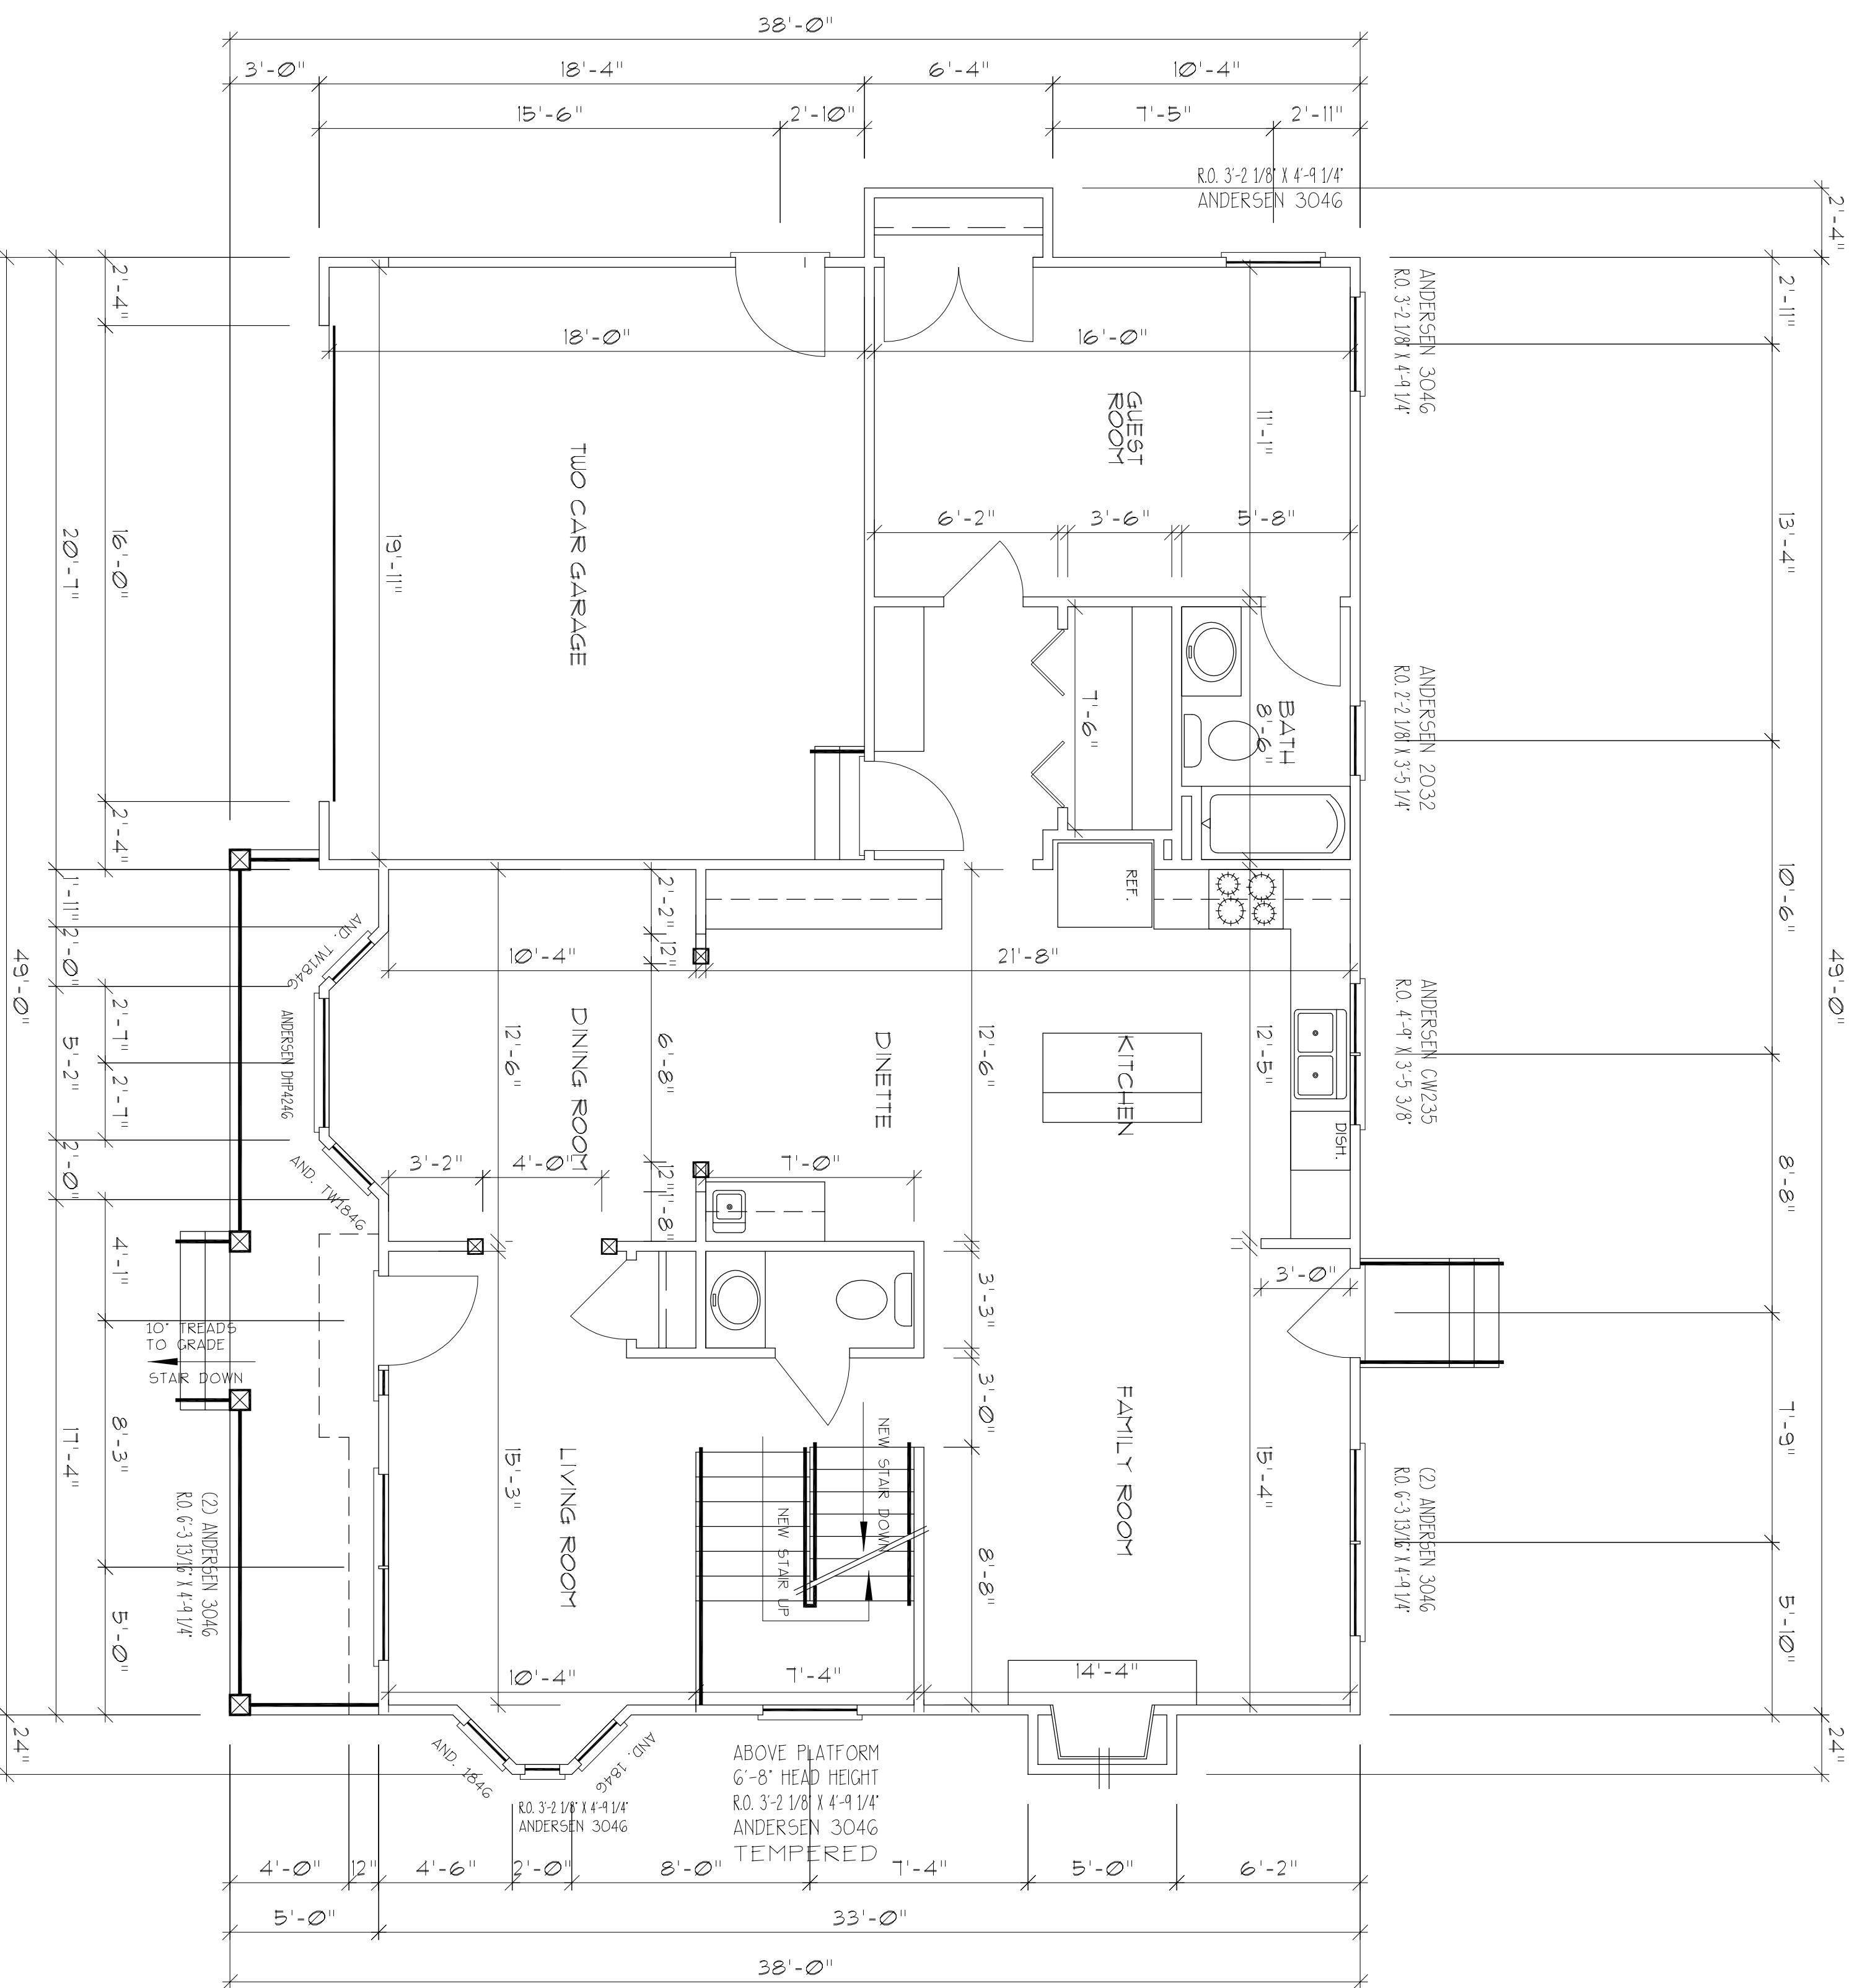 38'-0"
3'-0"
18'-4"
6'-4"
10'-4"
15'-6"
2'-10"
7'-5"
2'-11"
R.O. 3'-2 1/8" X 4'-9 1/4"
ANDERSEN 3046
2'-4"
49'-0"
24"
2'-11"
13'-4"
10'-6"
8'-8"
7'-9"
5'-10"
ANDERSEN 3046
R.O. 3'-2 1/8" X 4'-9 1/4"
ANDERSEN 2032
R.O. 2'-2 1/8" X 3'-5 1/4"
ANDERSEN CW235
R.O. 4'-9" X 3'-5 3/8"
(2) ANDERSEN 3046
R.O. 6'-3 13/16" X 4'-9 1/4"
18'-0"
16'-0"
GUEST
ROOM
11'-1"
6'-2"
3'-6"
5'-8"
TWO CAR GARAGE
19'-11"
7'-6"
BATH
8'-6"
REF.
2'-4"
16'-0"
2'-4"
20'-7"
49'-0"
1'-11"
2'-0"
5'-2"
2'-0"
2'-7"
2'-7"
17'-4"
4'-1"
8'-3"
5'-0"
24"
AND. TW1846
ANDERSEN DHP4246
AND. TW1846
10'-4"
21'-8"
2'-2"
12"
6'-8"
12"
1'-8"
12'-6"
DINING ROOM
DINETTE
12'-6"
KITCHEN
12'-5"
DISH.
3'-2"
4'-0"
7'-0"
3'-3"
3'-0"
3'-0"
8'-8"
10" TREADS
TO GRADE
STAIR DOWN
(2) ANDERSEN 3046
R.O. 6'-3 13/16" X 4'-9 1/4"
15'-3"
LIVING ROOM
NEW STAIR DOWN
NEW STAIR UP
FAMILY ROOM
15'-4"
10'-4"
7'-4"
14'-4"
AND. 1846
AND. 1846
R.O. 3'-2 1/8" X 4'-9 1/4"
ANDERSEN 3046
ABOVE PLATFORM
6'-8" HEAD HEIGHT
R.O. 3'-2 1/8" X 4'-9 1/4"
ANDERSEN 3046
TEMPERED
4'-0"
12"
4'-6"
2'-0"
8'-0"
7'-4"
5'-0"
6'-2"
5'-0"
33'-0"
38'-0"